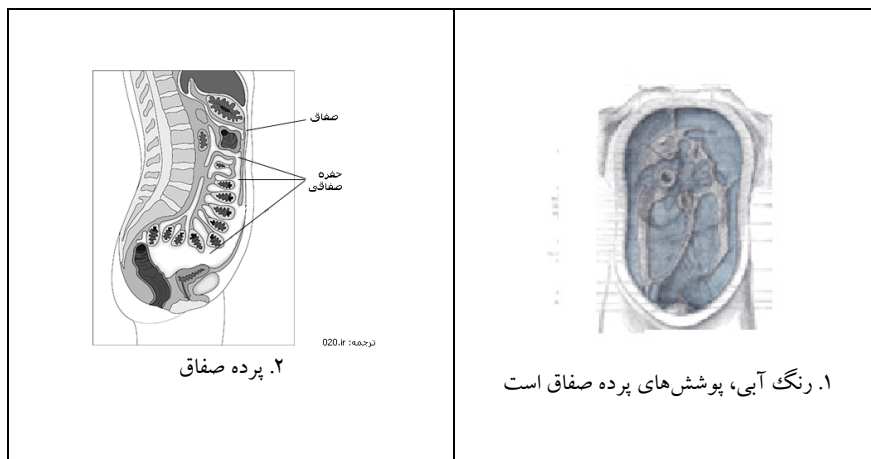 ۱. رنگ آبی، پوشش‌های پرده صفاق است
صفاق
حفره
صفاقی
ترجمه: 020.ir
۲. پرده صفاق